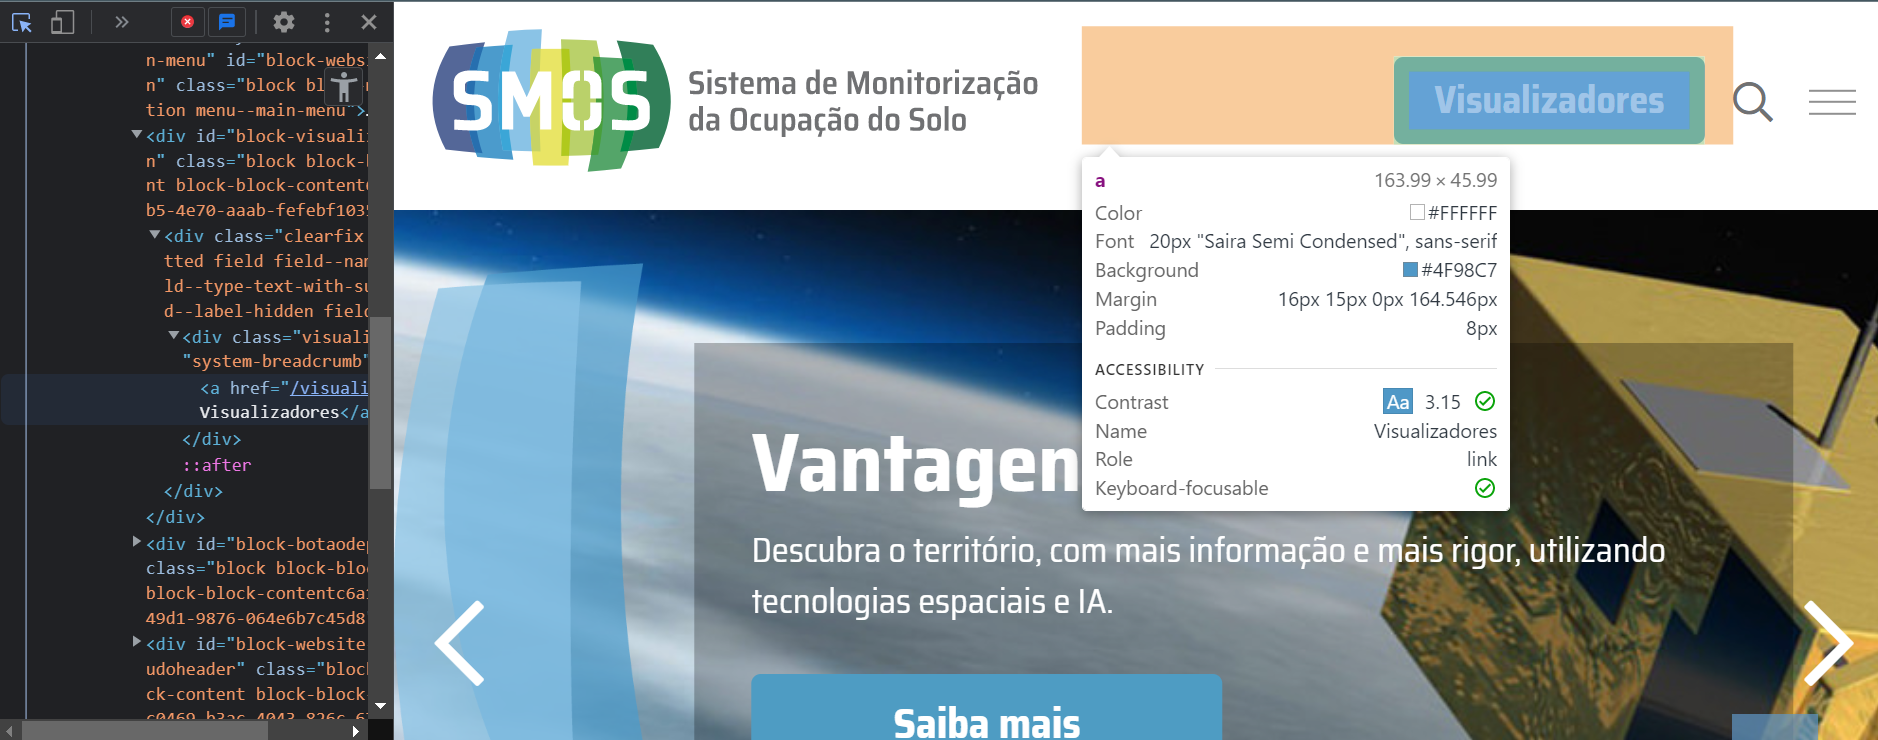 n-menu" id="block-websi
n" class="block bl
tion menu--main-menu">
<div id="block-visuali
n" class="block block-
nt block-block-content
b5-4e70-aaab-fefebf1035
<div class="clearfix
tted field field--nam
ld--type-text-with-su
d--label-hidden field
<div class="visuali
"system-breadcrumb"
<a href="/visuali
Visualizadores</a
</div>
::after
</div>
</div>
<div id="block-botaodep
class="block block-blo
block-block-contentc6a
49d1-9876-064e6b7c45d8
<div id="block-website
udoheader" class="bloc
ck-content block-block-
SMOS
Sistema de Monitorização
da Ocupação do Solo
Visualizadores
a 163.99 × 45.99
Color #FFFFFF
Font 20px "Saira Semi Condensed", sans-serif
Background #4F98C7
Margin 16px 15px 0px 164.546px
Padding 8px
ACCESSIBILITY
Contrast Aa 3.15
Name Visualizadores
Role link
Keyboard-focusable
Vantagen
Descubra o território, com mais informação e mais rigor, utilizando
tecnologias espaciais e IA.
Saiba mais